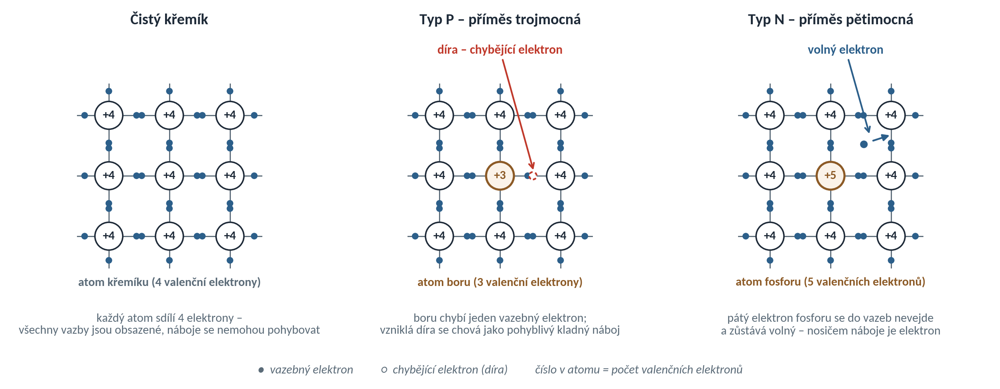 Čistý křemík
Typ P – příměs trojmocná
Typ N – příměs pětimocná
díra – chybějící elektron
volný elektron
+4 +4 +4
+4 +4 +4
+4 +4 +4
+4 +4 +4
+4 +3 +4
+4 +4 +4
+4 +4 +4
+4 +5 +4
+4 +4 +4
atom křemíku (4 valenční elektrony)
atom boru (3 valenční elektrony)
atom fosforu (5 valenčních elektronů)
každý atom sdílí 4 elektrony –
všechny vazby jsou obsazené, náboje se nemohou pohybovat
boru chybí jeden vazebný elektron;
vzniklá díra se chová jako pohyblivý kladný náboj
pátý elektron fosforu se do vazeb nevejde
a zůstává volný – nosičem náboje je elektron
vazebný elektron
chybějící elektron (díra)
číslo v atomu = počet valenčních elektronů